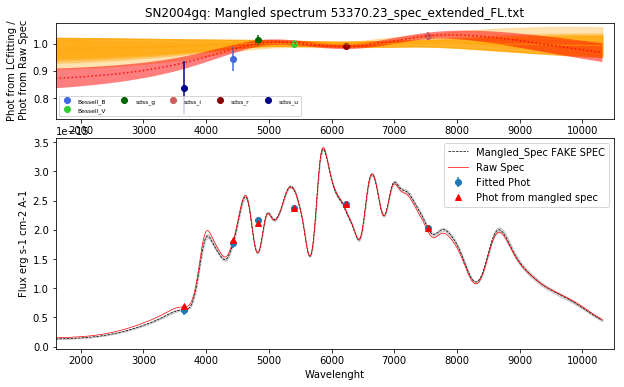 SN2004gq: Mangled spectrum 53370.23_spec_extended_FL.txt
Phot from LCfitting /
Phot from Raw Spec
1.0
0.9
0.8
Bessell_B
Bessell_V
sdss_g
sdss_i
sdss_r
sdss_u
2000 3000 4000 5000 6000 7000 8000 9000 10000
Flux erg s-1 cm-2 A-1
3.5
3.0
2.5
2.0
1.5
1.0
0.5
0.0
Mangled_Spec FAKE SPEC
Raw Spec
Fitted Phot
Phot from mangled spec
2000 3000 4000 5000 6000 7000 8000 9000 10000
Wavelenght